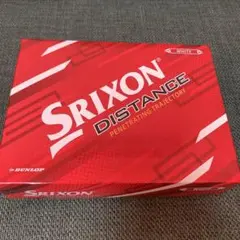 WHITE
SRIXON
DISTANCE
PENETRATING TRAJECTORY
DUNLOP